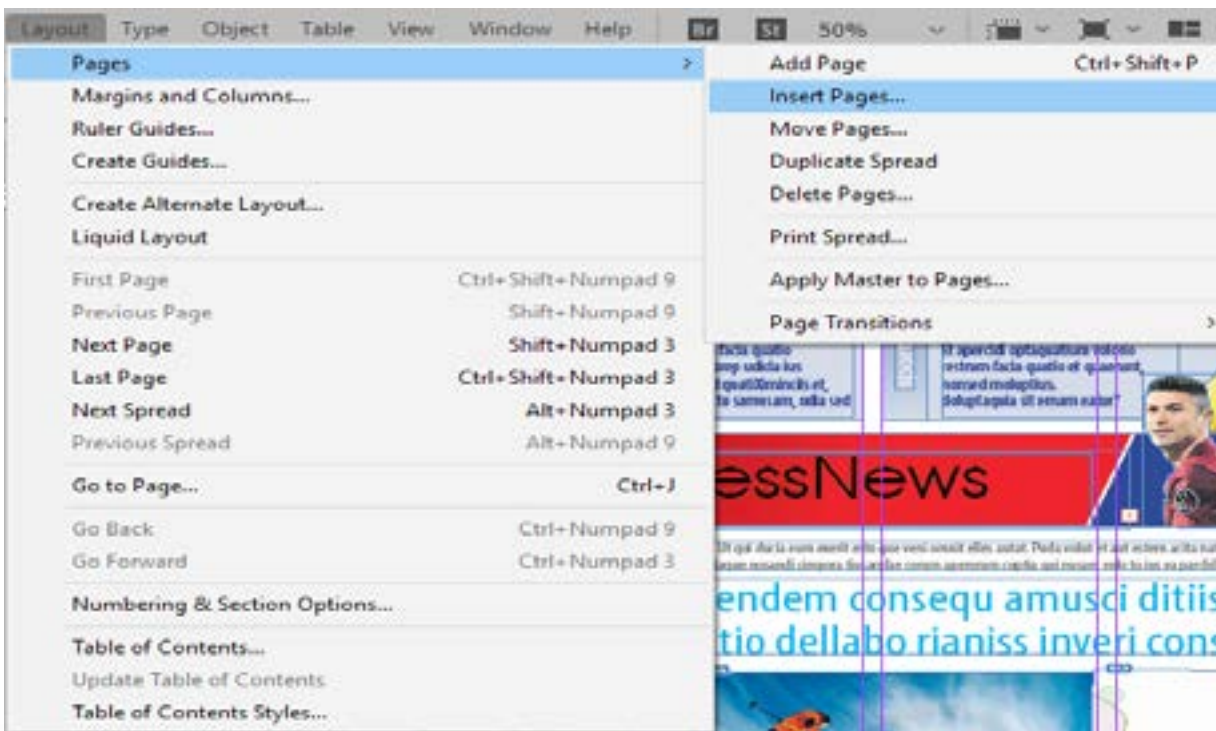 Layout Type Object Table View Window Help Br St 50%
Pages
Margins and Columns...
Ruler Guides...
Create Guides...
Create Alternate Layout...
Liquid Layout
First Page Ctrl+Shift+Numpad 9
Previous Page Shift+Numpad 9
Next Page Shift+Numpad 3
Last Page Ctrl+Shift+Numpad 3
Next Spread Alt+Numpad 3
Previous Spread Alt+Numpad 9
Go to Page... Ctrl+J
Go Back Ctrl+Numpad 9
Go Forward Ctrl+Numpad 3
Numbering & Section Options...
Table of Contents...
Update Table of Contents
Table of Contents Styles...
Add Page Ctrl+Shift+P
Insert Pages...
Move Pages...
Duplicate Spread
Delete Pages...
Print Spread...
Apply Master to Pages...
Page Transitions
essNews
endem consequ amusci ditiis
tio dellabo rianiss inveri cons